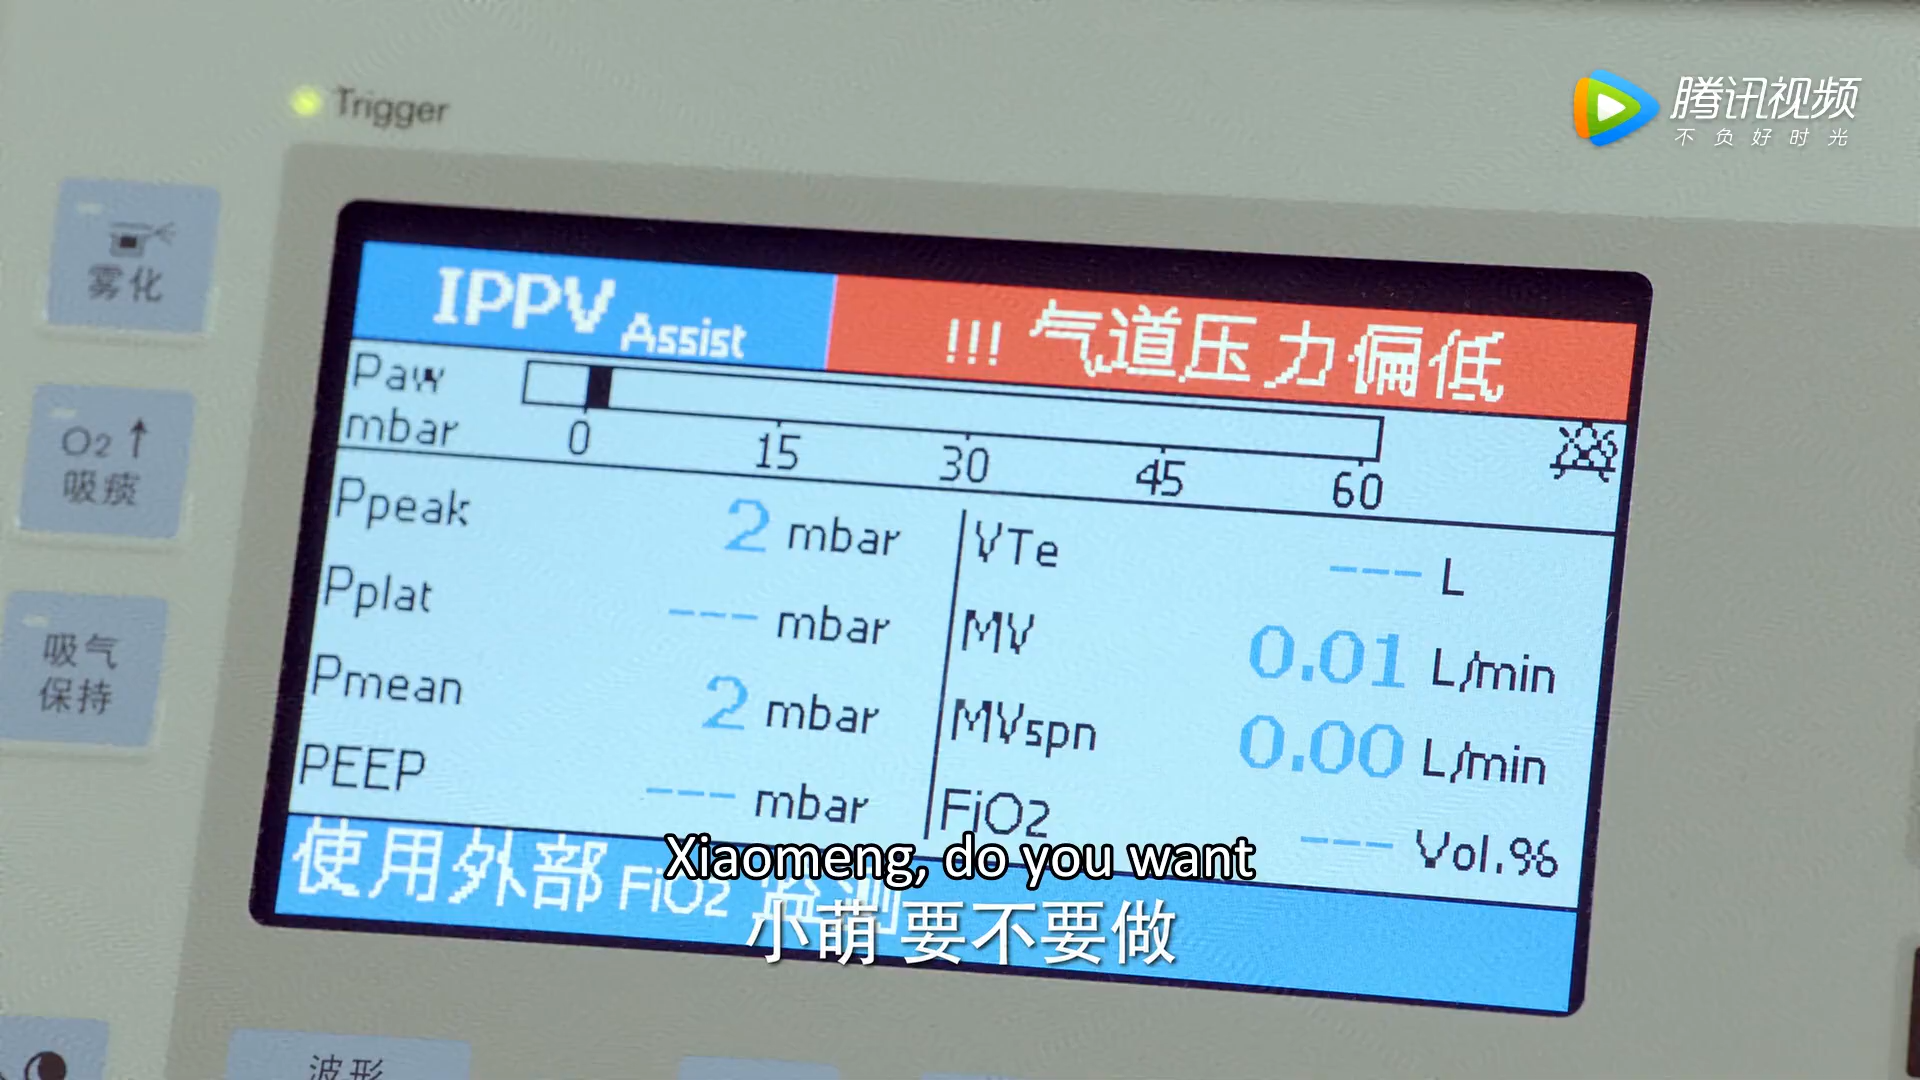 Trigger
腾讯视频
不负好时光
雾化
O2↑
吸痰
吸气
保持
IPPV Assist
!!! 气道压力偏低
Paw
mbar
0 15 30 45 60
Ppeak 2 mbar
Pplat --- mbar
Pmean 2 mbar
PEEP --- mbar
VTe --- L
MV 0.01 L/min
MVspn 0.00 L/min
FiO2 --- Vol.%
使用外部 FiO2 监测
Xiaomeng, do you want
小萌 要不要做
波形